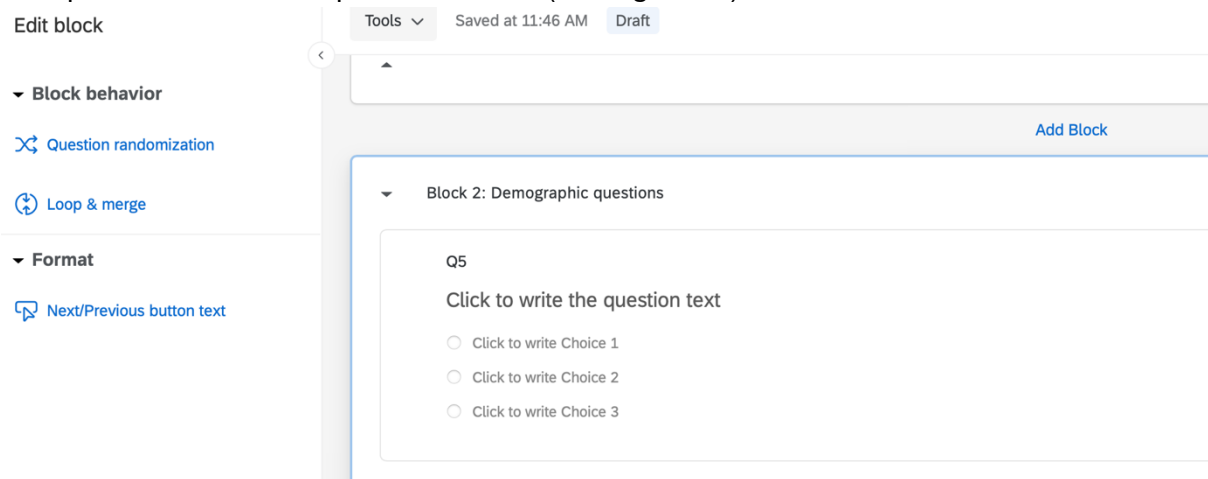 Edit block
Tools
Saved at 11:46 AM
Draft
Block behavior
Question randomization
Loop & merge
Format
Next/Previous button text
Add Block
Block 2: Demographic questions
Q5
Click to write the question text
Click to write Choice 1
Click to write Choice 2
Click to write Choice 3